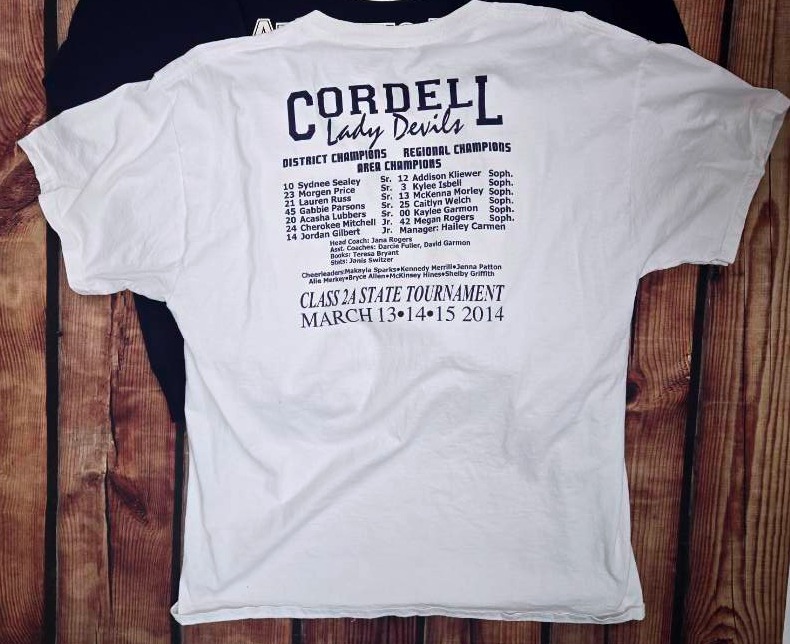 CORDELL
Lady Devils
DISTRICT CHAMPIONS REGIONAL CHAMPIONS
AREA CHAMPIONS
10 Sydnee Sealey Sr. 12 Addison Kliewer Soph.
23 Morgen Price Sr. 3 Kylee Isbell Soph.
21 Lauren Russ Sr. 13 McKenna Morley Soph.
45 Gabbie Parsons Sr. 25 Caitlyn Welch Soph.
20 Acasha Lubbers Sr. 00 Kaylee Garmon Soph.
24 Cherokee Mitchell Jr. 42 Megan Rogers Soph.
14 Jordan Gilbert Jr. Manager: Hailey Carmen
Head Coach: Jana Rogers
Asst. Coaches: Darcie Fuller, David Garmon
Books: Teresa Bryant
Stats: Janis Switzer
Cheerleaders:Makayla Sparks•Kennedy Merrill•Jenna Patton
Alie Merkey•Bryce Allen•McKinsey Hines•Shelby Griffith
CLASS 2A STATE TOURNAMENT
MARCH 13•14•15 2014